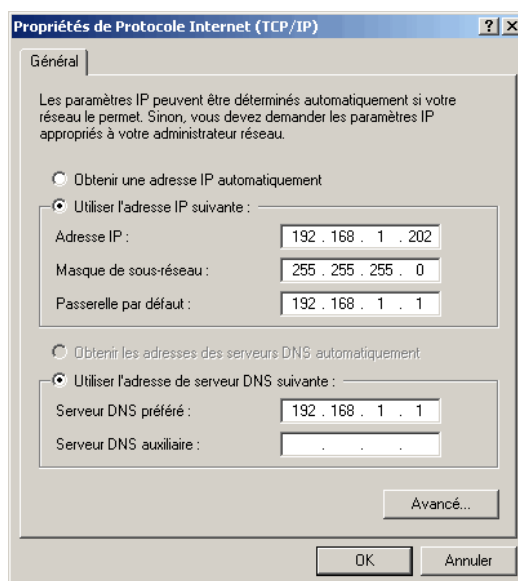 Propriétés de Protocole Internet (TCP/IP)
Général
Les paramètres IP peuvent être déterminés automatiquement si votre
réseau le permet. Sinon, vous devez demander les paramètres IP
appropriés à votre administrateur réseau.
Obtenir une adresse IP automatiquement
Utiliser l'adresse IP suivante :
Adresse IP : 192 . 168 . 1 . 202
Masque de sous-réseau : 255 . 255 . 255 . 0
Passerelle par défaut : 192 . 168 . 1 . 1
Obtenir les adresses des serveurs DNS automatiquement
Utiliser l'adresse de serveur DNS suivante :
Serveur DNS préféré : 192 . 168 . 1 . 1
Serveur DNS auxiliaire : . . .
Avancé...
OK Annuler